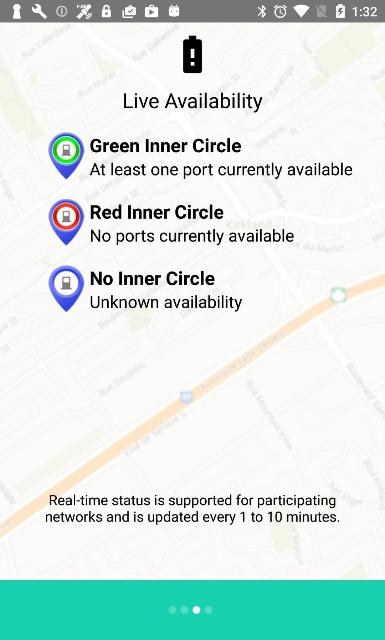 1:32
Live Availability
Green Inner Circle
At least one port currently available
Red Inner Circle
No ports currently available
No Inner Circle
Unknown availability
Real-time status is supported for participating
networks and is updated every 1 to 10 minutes.
Kirkland